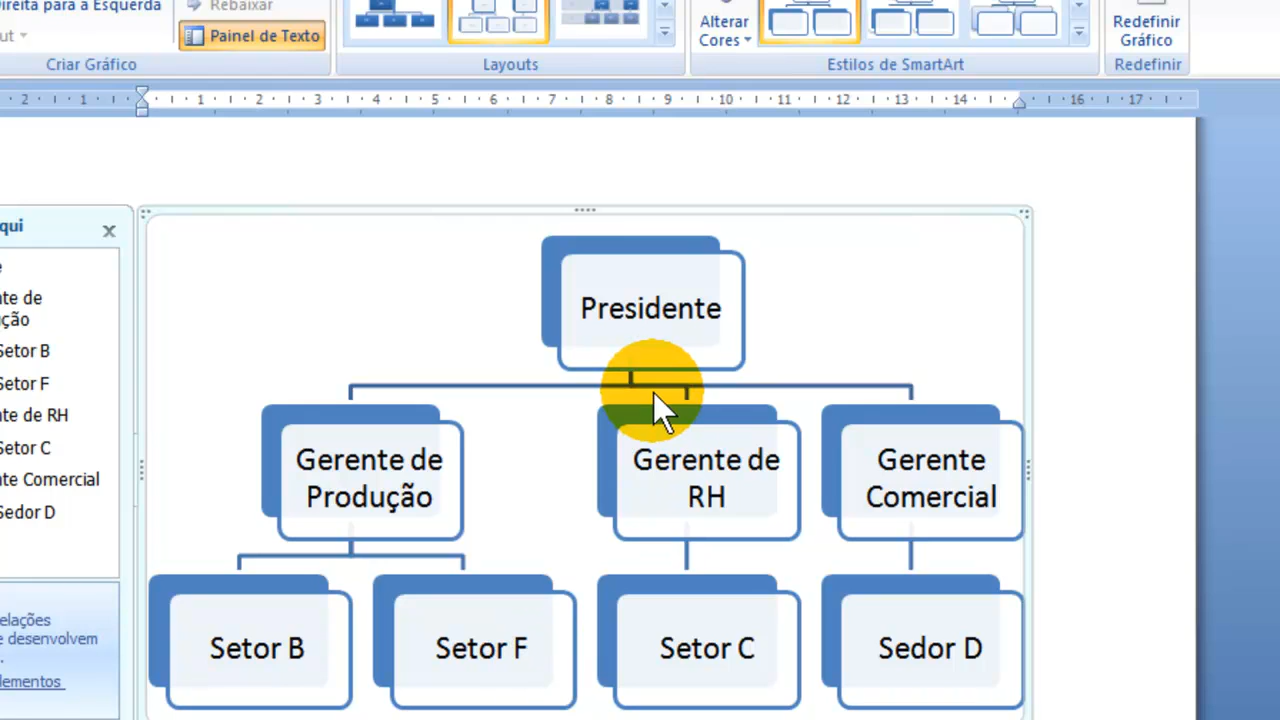 ireita para a Esquerda
Rebaixar
ut
Painel de Texto
Alterar
Cores
Redefinir
Gráfico
Criar Gráfico
Layouts
Estilos de SmartArt
Redefinir
2 1 1 2 3 4 5 6 7 8 9 10 11 12 13 14 16 17
qui
x
e
nte de
ução
Setor B
Setor F
nte de RH
Setor C
nte Comercial
Sedor D
elações
e desenvolvem
.
lementos
Presidente
Gerente de
Produção
Gerente de
RH
Gerente
Comercial
Setor B
Setor F
Setor C
Sedor D